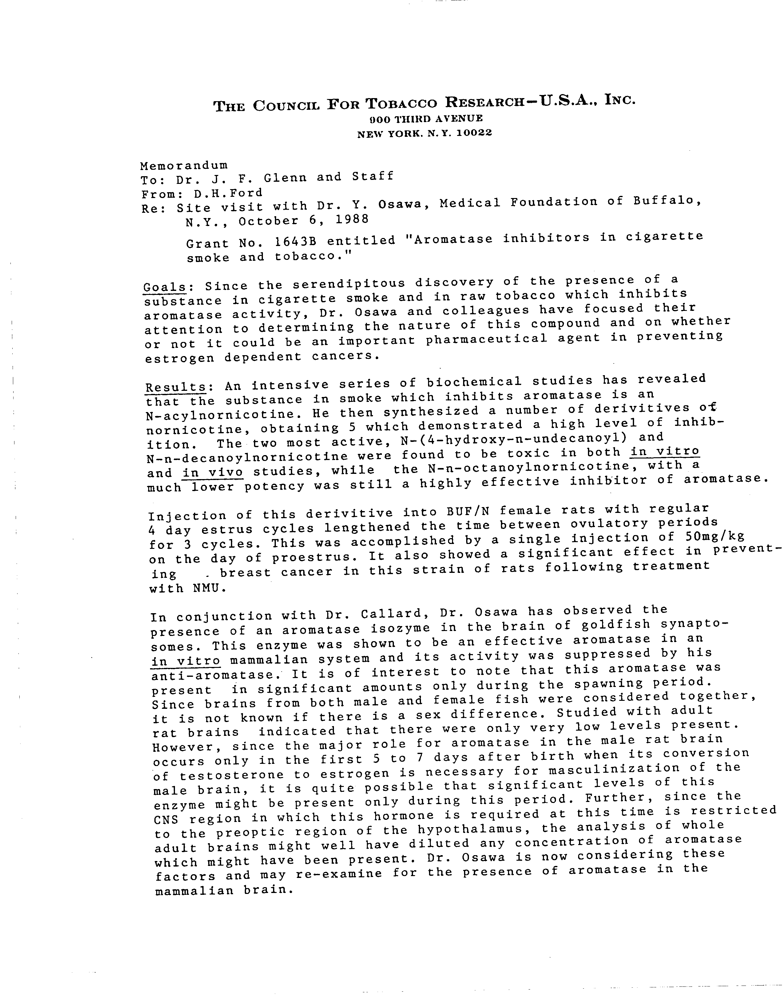 THE COUNCIL FOR TOBACCO RESEARCH—U.S.A., INC.
900 THIRD AVENUE
NEW YORK. N.Y. 10022
Memorandum
To: Dr. J. F. Glenn and Staff
From: D.H.Ford
Re: Site visit with Dr. Y. Osawa, Medical Foundation of Buffalo,
N.Y., October 6, 1988
Grant No. 1643B entitled "Aromatase inhibitors in cigarette
smoke and tobacco."
Goals: Since the serendipitous discovery of the presence of a
substance in cigarette smoke and in raw tobacco which inhibits
aromatase activity, Dr. Osawa and colleagues have focused their
attention to determining the nature of this compound and on whether
or not it could be an important pharmaceutical agent in preventing
estrogen dependent cancers.
Results: An intensive series of biochemical studies has revealed
that the substance in smoke which inhibits aromatase is an
N-acylnornicotine. He then synthesized a number of derivitives of
nornicotine, obtaining 5 which demonstrated a high level of inhib-
ition. The two most active, N-(4-hydroxy-n-undecanoyl) and
N-n-decanoylnornicotine were found to be toxic in both in vitro
and in vivo studies, while the N-n-octanoylnornicotine, with a
much lower potency was still a highly effective inhibitor of aromatase.
Injection of this derivitive into BUF/N female rats with regular
4 day estrus cycles lengthened the time between ovulatory periods
for 3 cycles. This was accomplished by a single injection of 50mg/kg
on the day of proestrus. It also showed a significant effect in prevent-
ing . breast cancer in this strain of rats following treatment
with NMU.
In conjunction with Dr. Callard, Dr. Osawa has observed the
presence of an aromatase isozyme in the brain of goldfish synapto-
somes. This enzyme was shown to be an effective aromatase in an
in vitro mammalian system and its activity was suppressed by his
anti-aromatase. It is of interest to note that this aromatase was
present in significant amounts only during the spawning period.
Since brains from both male and female fish were considered together,
it is not known if there is a sex difference. Studied with adult
rat brains indicated that there were only very low levels present.
However, since the major role for aromatase in the male rat brain
occurs only in the first 5 to 7 days after birth when its conversion
of testosterone to estrogen is necessary for masculinization of the
male brain, it is quite possible that significant levels of this
enzyme might be present only during this period. Further, since the
CNS region in which this hormone is required at this time is restricted
to the preoptic region of the hypothalamus, the analysis of whole
adult brains might well have diluted any concentration of aromatase
which might have been present. Dr. Osawa is now considering these
factors and may re-examine for the presence of aromatase in the
mammalian brain.